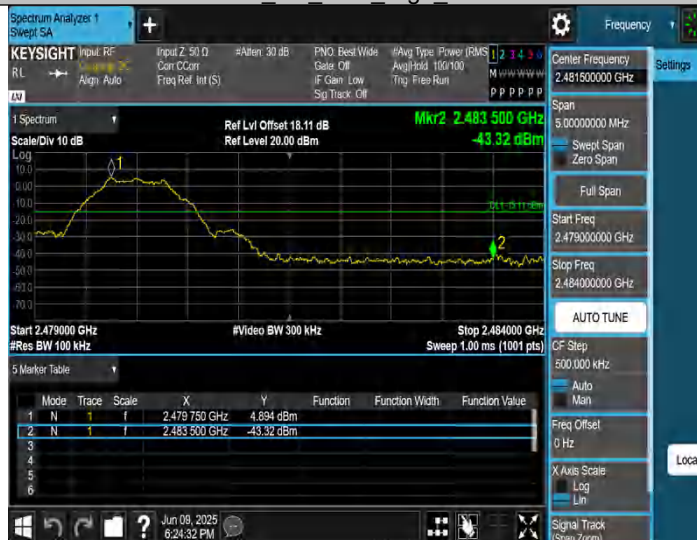 Spectrum Analyzer 1
Swept SA
+
Frequency
KEYSIGHT
RL
Input: RF
Align: Auto
Input Z: 50 Ω
Corr CCorr
Freq Ref: Int (S)
#Atten: 30 dB
PNO: Best Wide
Gate: Off
IF Gain: Low
Sig Track: Off
#Avg Type: Power (RMS
Avg|Hold: 100/100
Trig: Free Run
1 2 3 4 5 6
M W W W W W
P P P P P P
LXI
1 Spectrum
Scale/Div 10 dB
Ref Lvl Offset 18.11 dB
Ref Level 20.00 dBm
Mkr2 2.483 500 GHz
-43.32 dBm
Log
10.0
0.00
-10.0
-20.0
-30.0
-40.0
-50.0
-60.0
-70.0
1
2
DL1 -15.11 dBm
Start 2.479000 GHz
#Res BW 100 kHz
#Video BW 300 kHz
Stop 2.484000 GHz
Sweep 1.00 ms (1001 pts)
5 Marker Table
Mode Trace Scale X Y Function Function Width Function Value
1 N 1 f 2.479 750 GHz 4.894 dBm
2 N 1 f 2.483 500 GHz -43.32 dBm
3
4
5
6
Jun 09, 2025
6:24:32 PM
?
Center Frequency
2.481500000 GHz
Settings
Span
5.00000000 MHz
Swept Span
Zero Span
Full Span
Start Freq
2.479000000 GHz
Stop Freq
2.484000000 GHz
AUTO TUNE
CF Step
500.000 kHz
Auto
Man
Freq Offset
0 Hz
X Axis Scale
Log
Lin
Signal Track
(Span Zoom)
Loca